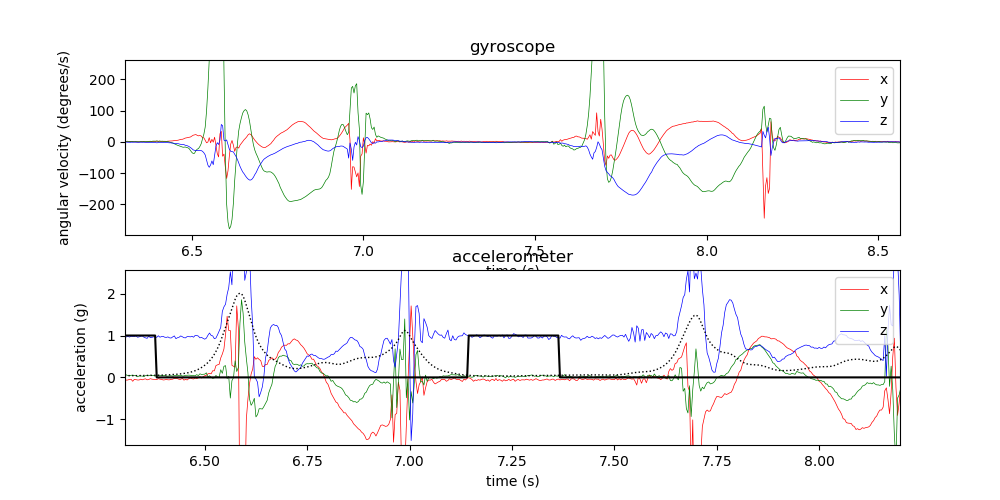 gyroscope
angular velocity (degrees/s)
200
100
0
−100
−200
x
y
z
6.5
7.0
7.5
8.0
8.5
time (s)
accelerometer
acceleration (g)
2
1
0
−1
x
y
z
6.50
6.75
7.00
7.25
7.50
7.75
8.00
time (s)